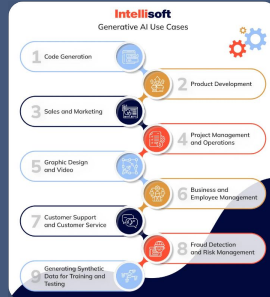 Intellisoft
Generative AI Use Cases
1 Code Generation
2 Product Development
3 Sales and Marketing
4 Project Management
and Operations
5 Graphic Design
and Video
6 Business and
Employee Management
7 Customer Support
and Customer Service
8 Fraud Detection
and Risk Management
9 Generating Synthetic
Data for Training and
Testing